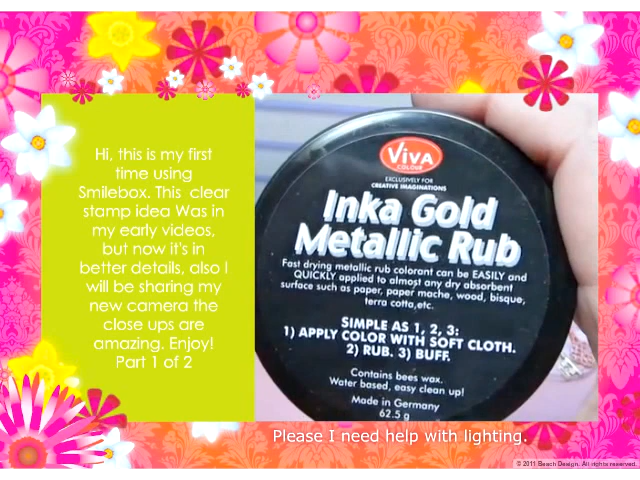 Hi, this is my first
time using
Smilebox. This  clear
stamp idea Was in
my early videos,
but now it's in
better details, also I
will be sharing my
new camera the
close ups are
amazing. Enjoy!
Part 1 of 2
VIVA
COLOUR
EXCLUSIVELY FOR
CREATIVE IMAGINATIONS
Inka Gold
Metallic Rub
Fast drying metallic rub colorant can be EASILY and
QUICKLY applied to almost any dry absorbent
surface such as paper, paper mache, wood, bisque,
terra cotta,etc.
SIMPLE AS 1, 2, 3:
1) APPLY COLOR WITH SOFT CLOTH.
2) RUB. 3) BUFF.
Contains bees wax.
Water based, easy clean up!
Made in Germany
62.5 g
Please I need help with lighting.
© 2011 Beach Design. All rights reserved.